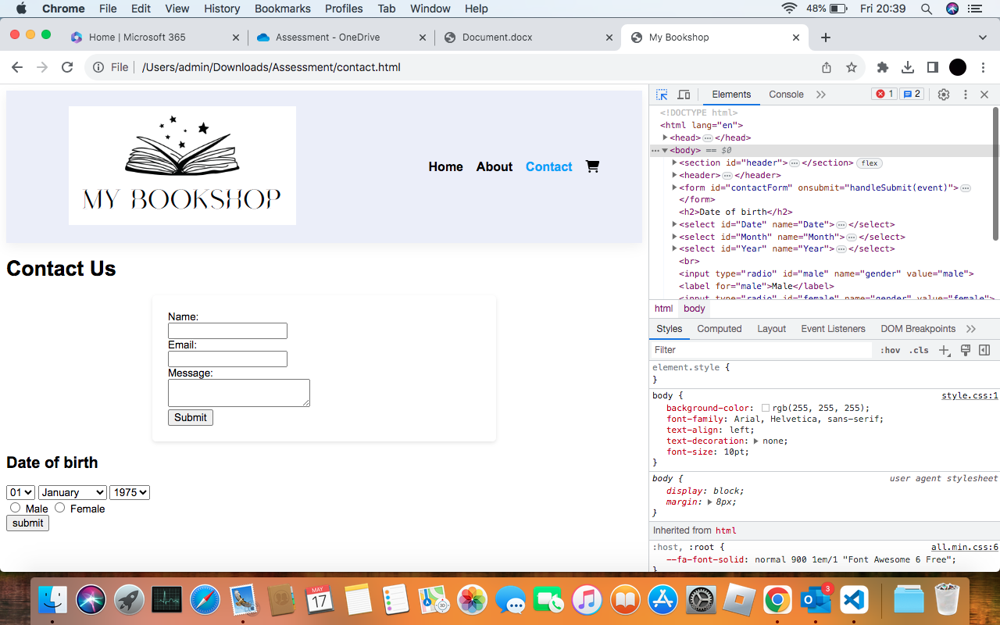 Chrome File Edit View History Bookmarks Profiles Tab Window Help 48% Fri 20:39
Home | Microsoft 365 Assessment - OneDrive Document.docx My Bookshop
File /Users/admin/Downloads/Assessment/contact.html
MY BOOKSHOP
Home About Contact
Contact Us
Name:
Email:
Message:
Submit
Date of birth
01 January 1975
Male Female
submit
Elements Console 1 2
<!DOCTYPE html>
<html lang="en">
<head> ⋯ </head>
<body> == $0
<section id="header"> ⋯ </section> flex
<header> ⋯ </header>
<form id="contactForm" onsubmit="handleSubmit(event)"> ⋯
</form>
<h2>Date of birth</h2>
<select id="Date" name="Date"> ⋯ </select>
<select id="Month" name="Month"> ⋯ </select>
<select id="Year" name="Year"> ⋯ </select>
<br>
<input type="radio" id="male" name="gender" value="male">
<label for="male">Male</label>
<input type="radio" id="female" name="gender" value="female">
html body
Styles Computed Layout Event Listeners DOM Breakpoints
Filter :hov .cls
element.style {
}
body { style.css:1
background-color: rgb(255, 255, 255);
font-family: Arial, Helvetica, sans-serif;
text-align: left;
text-decoration: none;
font-size: 10pt;
}
body { user agent stylesheet
display: block;
margin: 8px;
}
Inherited from html
:host, :root { all.min.css:6
--fa-font-solid: normal 900 1em/1 "Font Awesome 6 Free";
}
MAY
17
3